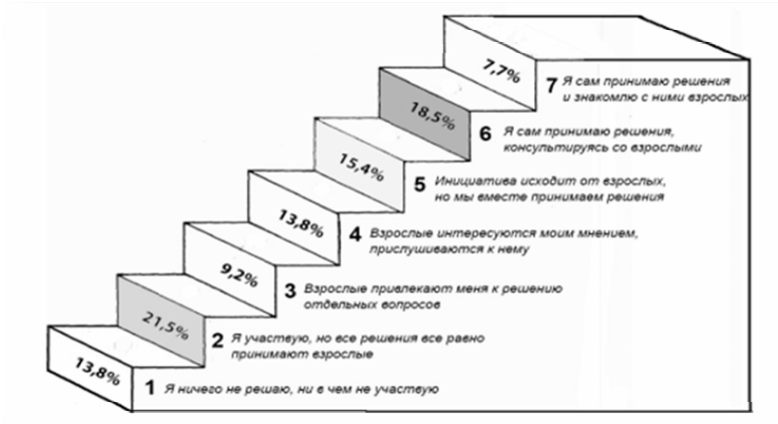 7,7%
7 Я сам принимаю решения
и знакомлю с ними взрослых
18,5%
6 Я сам принимаю решения,
консультируясь со взрослыми
15,4%
5 Инициатива исходит от взрослых,
но мы вместе принимаем решения
13,8%
4 Взрослые интересуются моим мнением,
прислушиваются к нему
9,2%
3 Взрослые привлекают меня к решению
отдельных вопросов
21,5%
2 Я участвую, но все решения все равно
принимают взрослые
13,8%
1 Я ничего не решаю, ни в чем не участвую